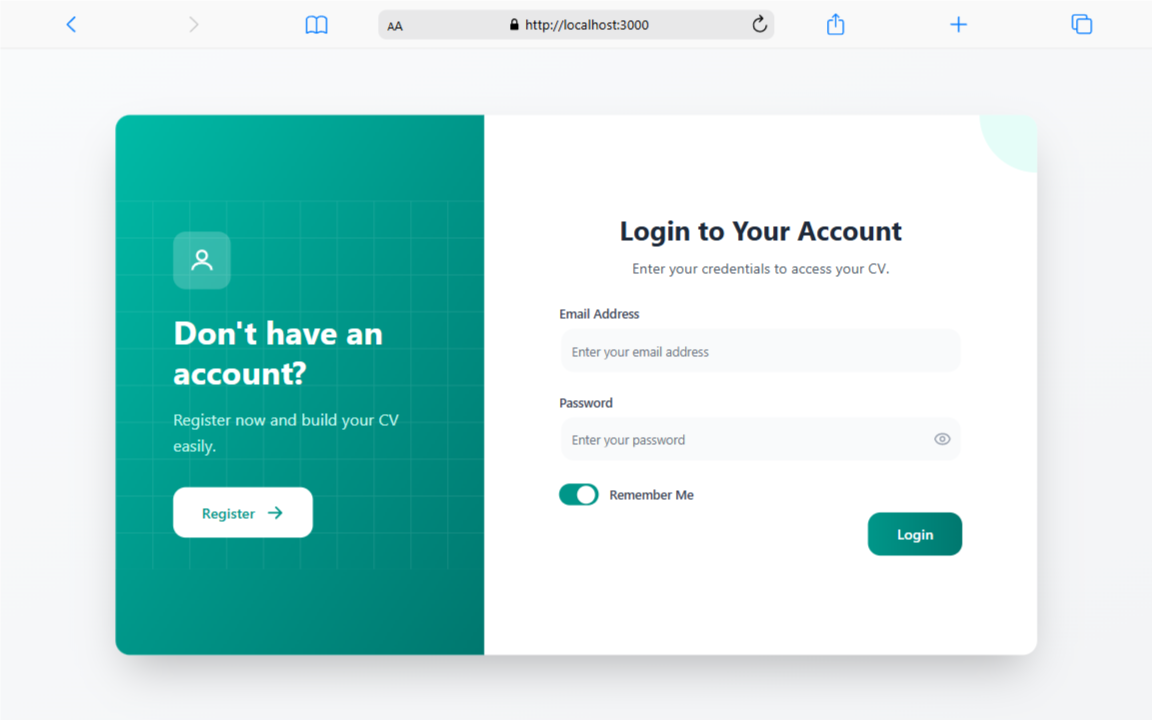 AA
http://localhost:3000
Don't have an
account?
Register now and build your CV
easily.
Register
Login to Your Account
Enter your credentials to access your CV.
Email Address
Enter your email address
Password
Enter your password
Remember Me
Login